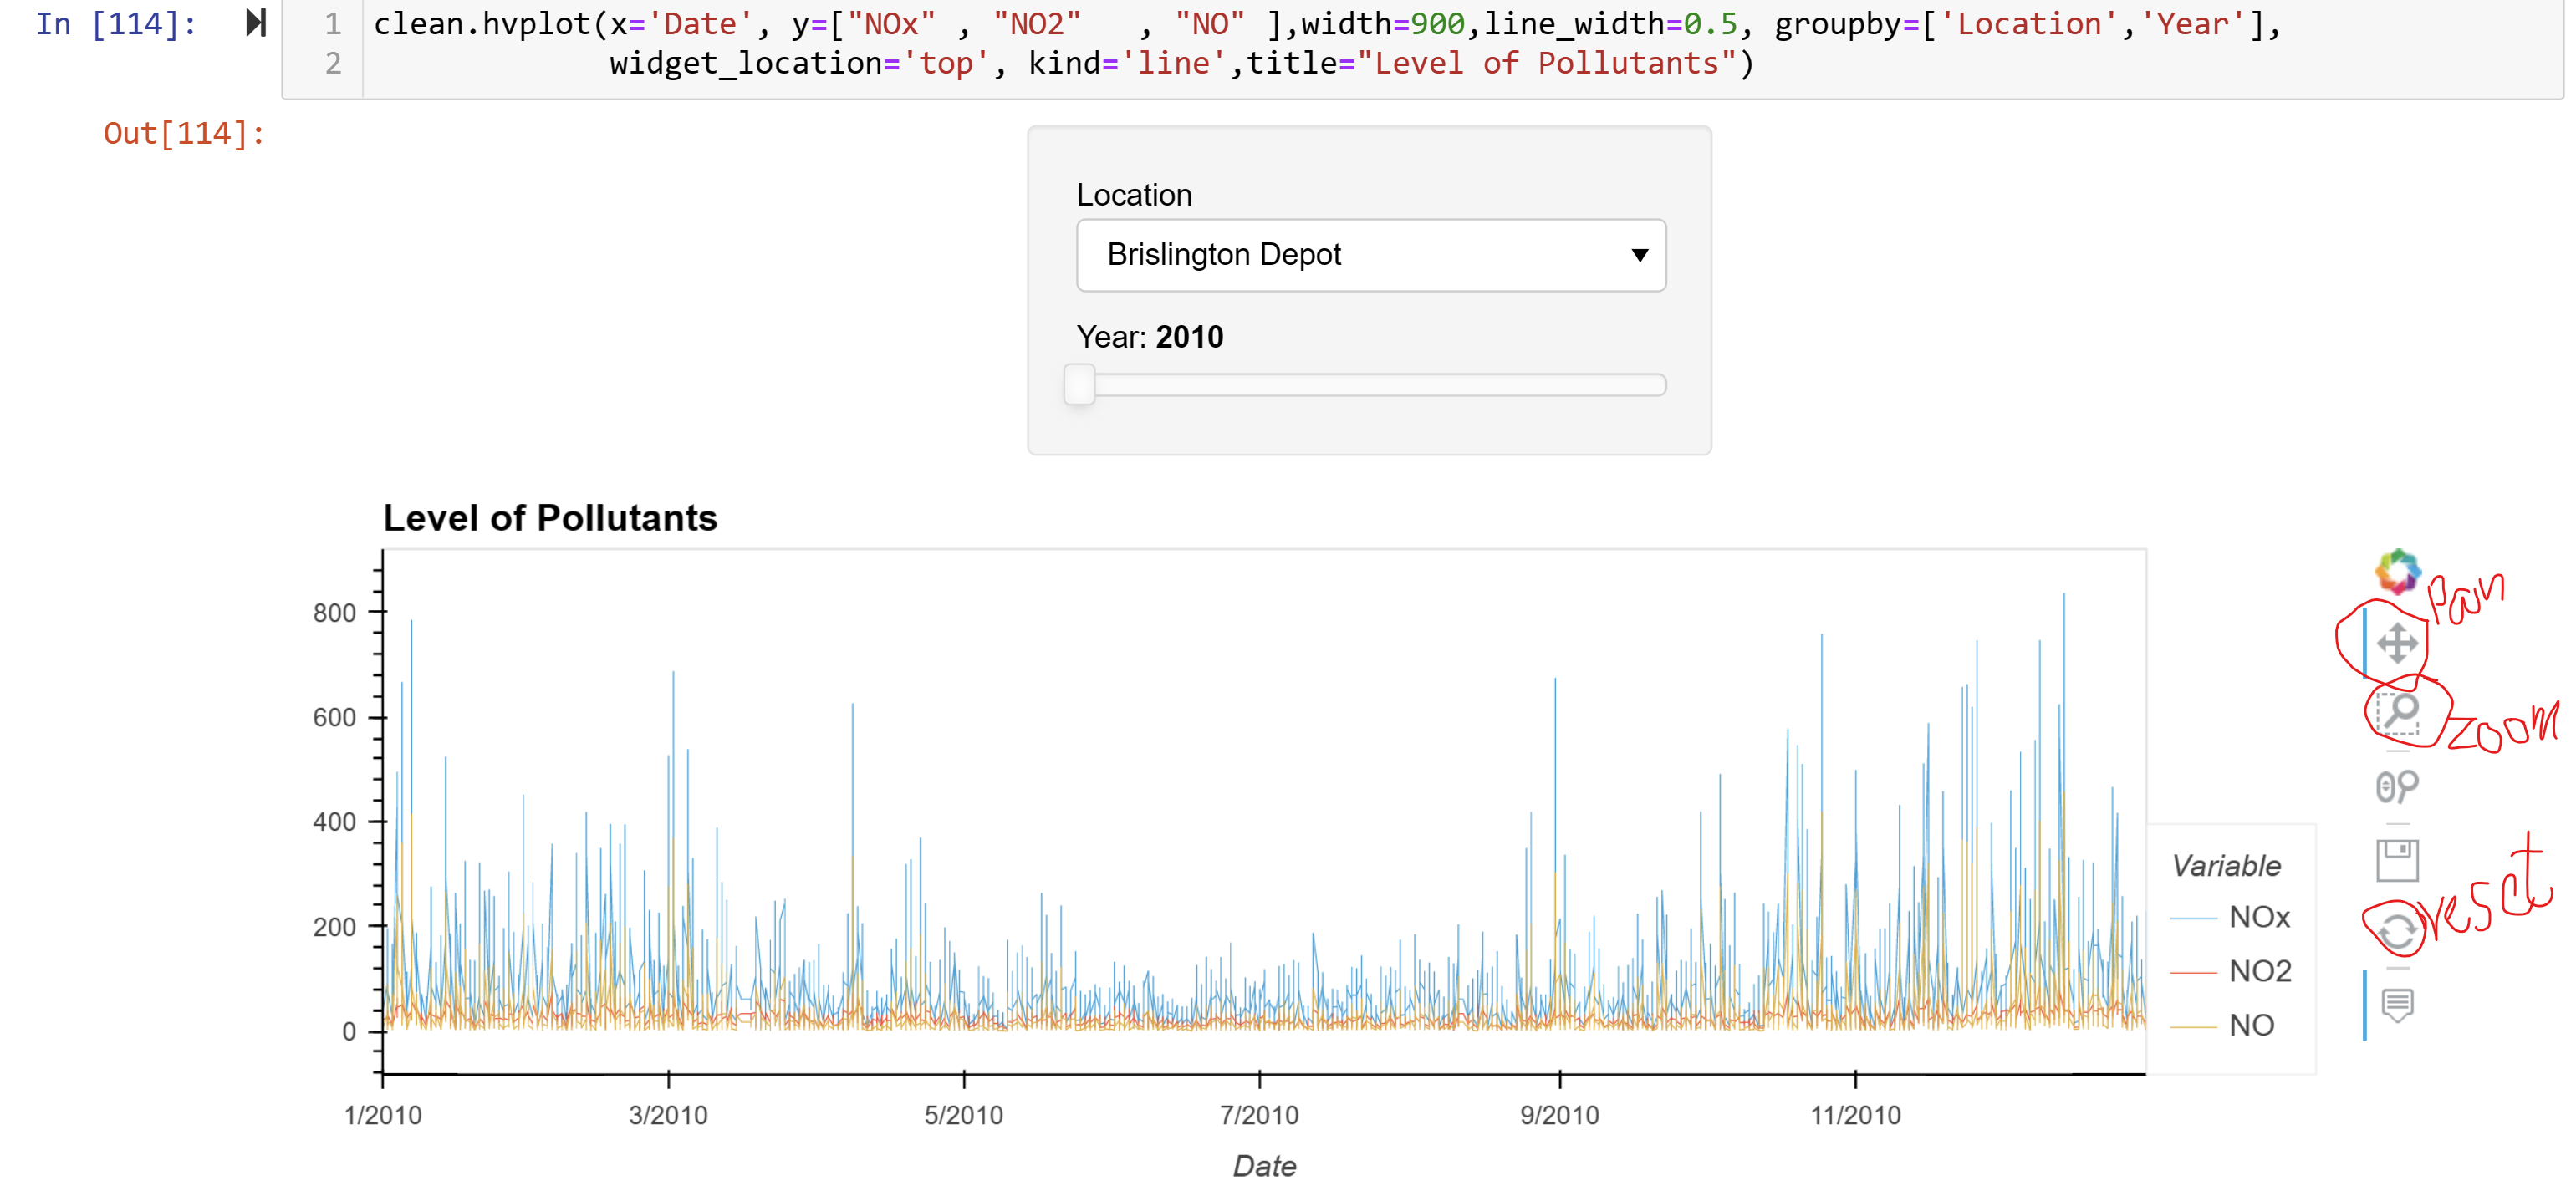 In [114]:
1 clean.hvplot(x='Date', y=["NOx" , "NO2" , "NO" ],width=900,line_width=0.5, groupby=['Location','Year'],
2 widget_location='top', kind='line',title="Level of Pollutants")
Out[114]:
Location
Brislington Depot
Year: 2010
Level of Pollutants
800
600
400
200
0
1/2010 3/2010 5/2010 7/2010 9/2010 11/2010
Date
Variable
NOx
NO2
NO
Pan
zoom
reset